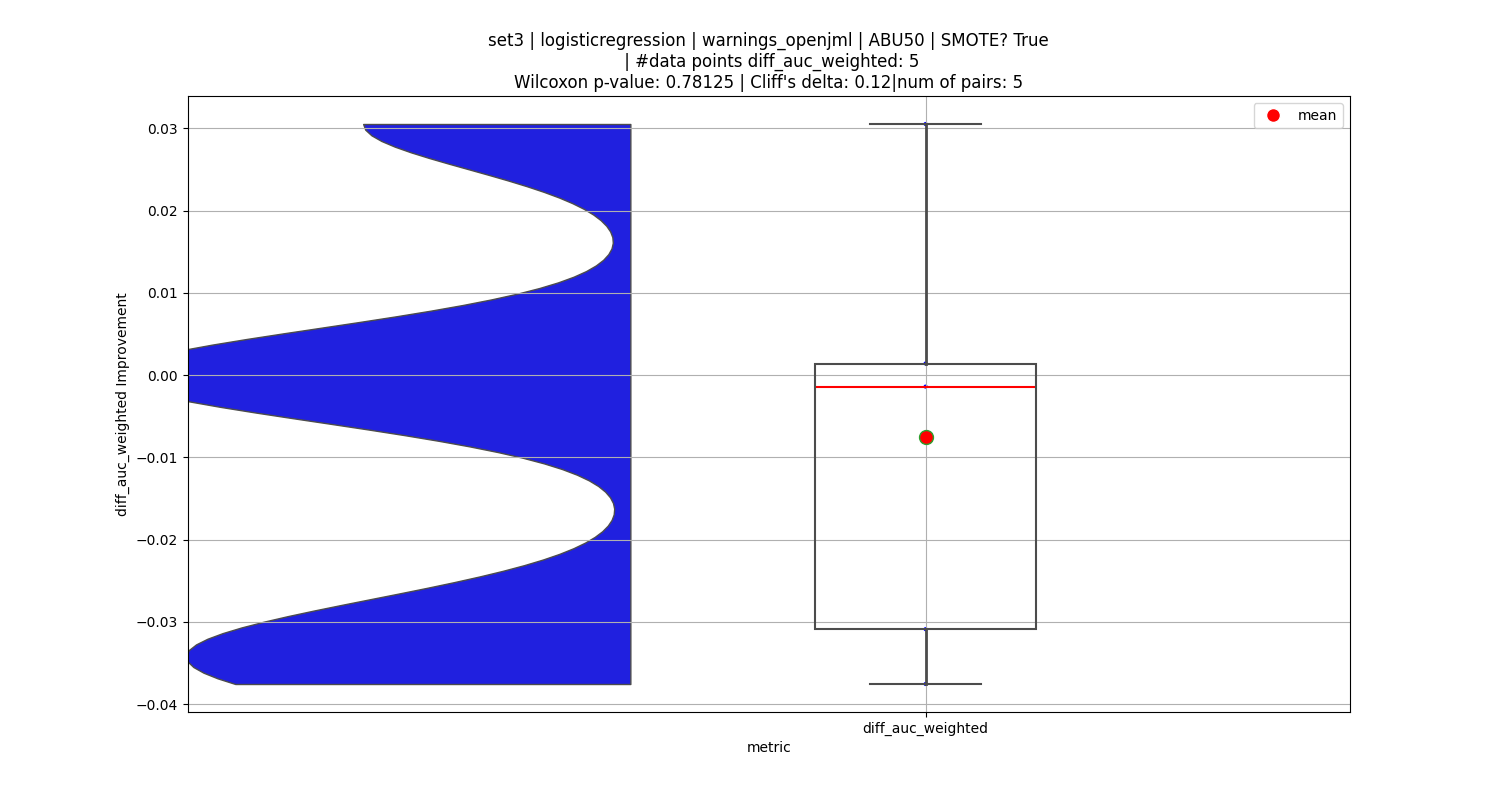 set3 | logisticregression | warnings_openjml | ABU50 | SMOTE? True
| #data points diff_auc_weighted: 5
Wilcoxon p-value: 0.78125 | Cliff's delta: 0.12|num of pairs: 5
mean
0.03
0.02
0.01
0.00
−0.01
−0.02
−0.03
−0.04
diff_auc_weighted Improvement
diff_auc_weighted
metric